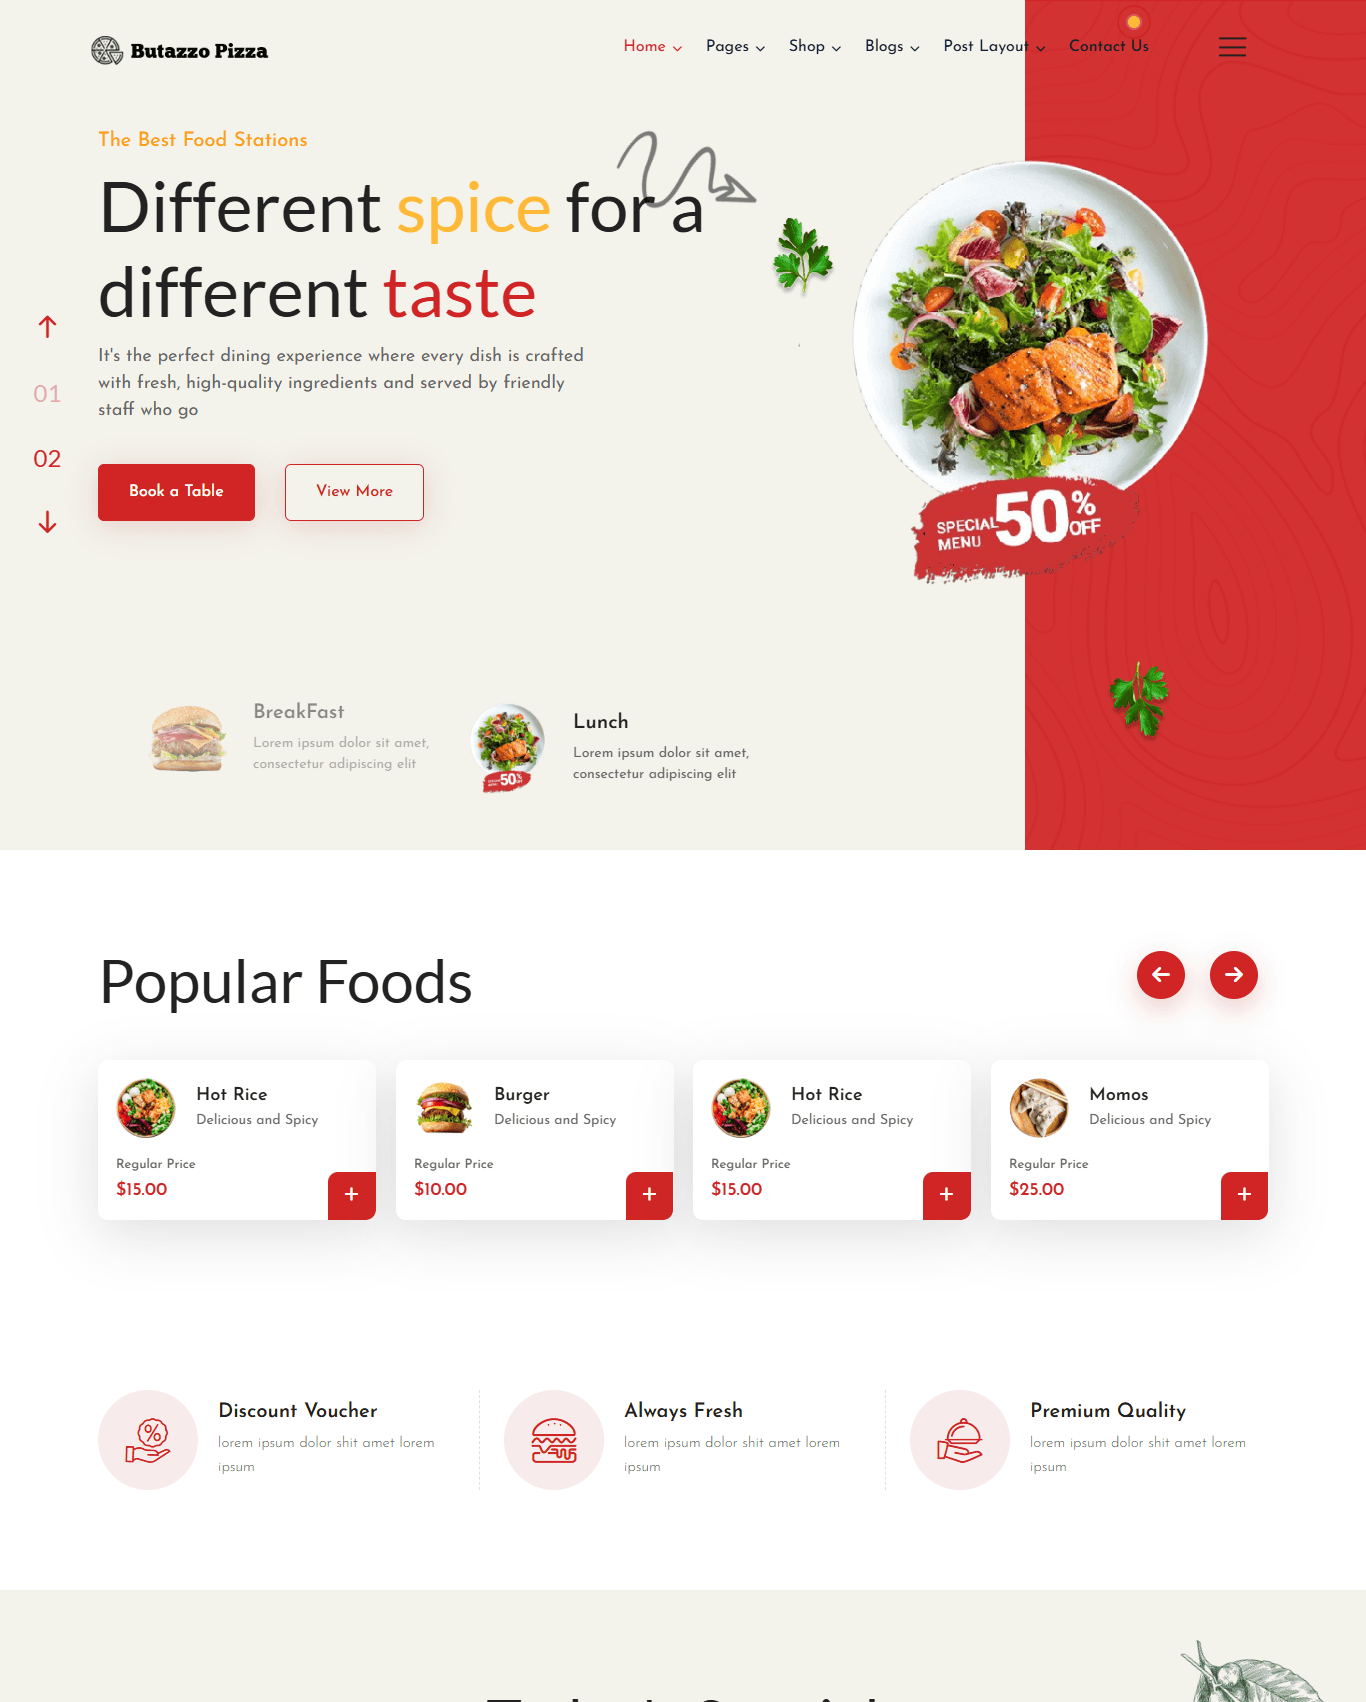 Butazzo Pizza
Home Pages Shop Blogs Post Layout Contact Us
The Best Food Stations
Different spice for a
different taste
It's the perfect dining experience where every dish is crafted
with fresh, high-quality ingredients and served by friendly
staff who go
01
02
Book a Table
View More
SPECIAL 50% OFF
MENU
BreakFast
Lorem ipsum dolor sit amet,
consectetur adipiscing elit
50%
Lunch
Lorem ipsum dolor sit amet,
consectetur adipiscing elit
Popular Foods
Hot Rice
Delicious and Spicy
Regular Price
$15.00
+
Burger
Delicious and Spicy
Regular Price
$10.00
+
Hot Rice
Delicious and Spicy
Regular Price
$15.00
+
Momos
Delicious and Spicy
Regular Price
$25.00
+
%
Discount Voucher
lorem ipsum dolor shit amet lorem
ipsum
Always Fresh
lorem ipsum dolor shit amet lorem
ipsum
Premium Quality
lorem ipsum dolor shit amet lorem
ipsum